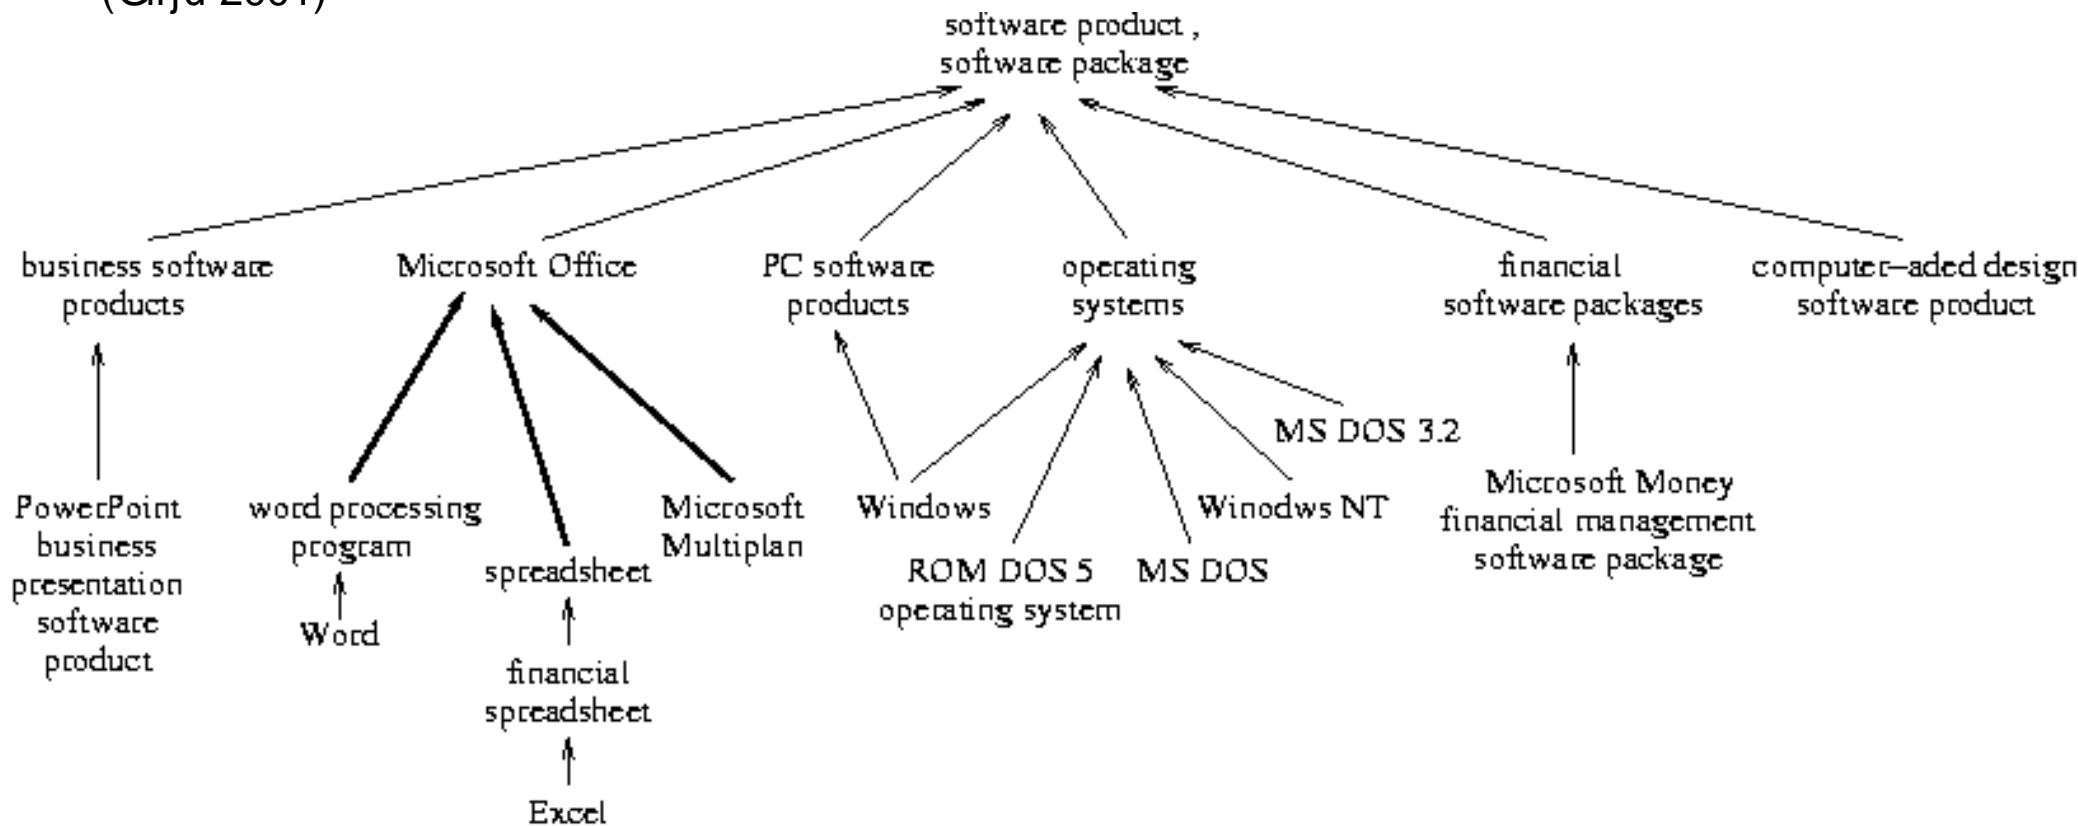 (Girju 2001)
software product ,
software package
business software
products
Microsoft Office
PC software
products
operating
systems
financial
software packages
computer–aded design
software product
PowerPoint
business
presentation
software
product
word processing
program
Word
spreadsheet
financial
spreadsheet
Excel
Microsoft
Multiplan
Windows
ROM DOS 5
operating system
MS DOS
Winodws NT
MS DOS 3.2
Microsoft Money
financial management
software package